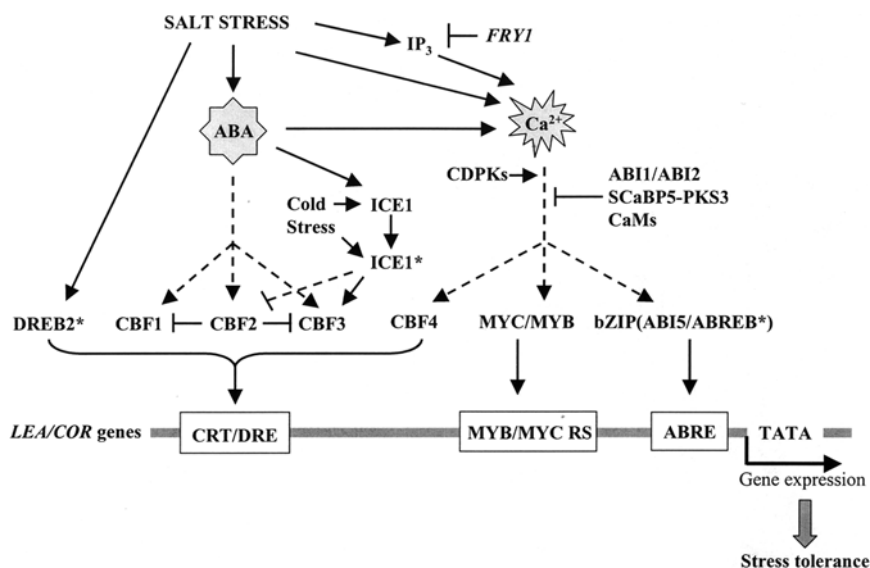 SALT STRESS
IP3
FRY1
ABA
Ca2+
CDPKs
ABI1/ABI2
SCaBP5-PKS3
CaMs
Cold
Stress
ICE1
ICE1*
DREB2*
CBF1
CBF2
CBF3
CBF4
MYC/MYB
bZIP(ABI5/ABREB*)
LEA/COR genes
CRT/DRE
MYB/MYC RS
ABRE
TATA
Gene expression
Stress tolerance